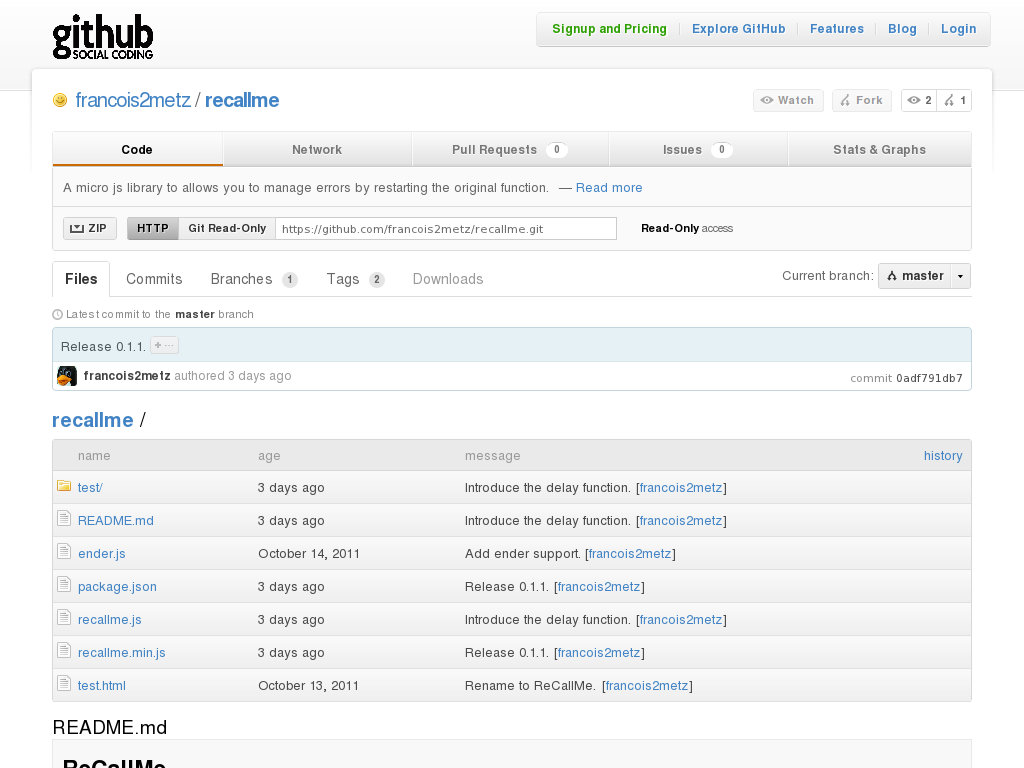 github
SOCIAL CODING
Signup and Pricing Explore GitHub Features Blog Login
francois2metz / recallme
Watch Fork 2 1
Code Network Pull Requests 0 Issues 0 Stats & Graphs
A micro js library to allows you to manage errors by restarting the original function. — Read more
ZIP HTTP Git Read-Only https://github.com/francois2metz/recallme.git Read-Only access
Files Commits Branches 1 Tags 2 Downloads Current branch: master
Latest commit to the master branch
Release 0.1.1. + ...
francois2metz authored 3 days ago commit 0adf791db7
recallme /
name age message history
test/ 3 days ago Introduce the delay function. [francois2metz]
README.md 3 days ago Introduce the delay function. [francois2metz]
ender.js October 14, 2011 Add ender support. [francois2metz]
package.json 3 days ago Release 0.1.1. [francois2metz]
recallme.js 3 days ago Introduce the delay function. [francois2metz]
recallme.min.js 3 days ago Release 0.1.1. [francois2metz]
test.html October 13, 2011 Rename to ReCallMe. [francois2metz]
README.md
ReCallMe